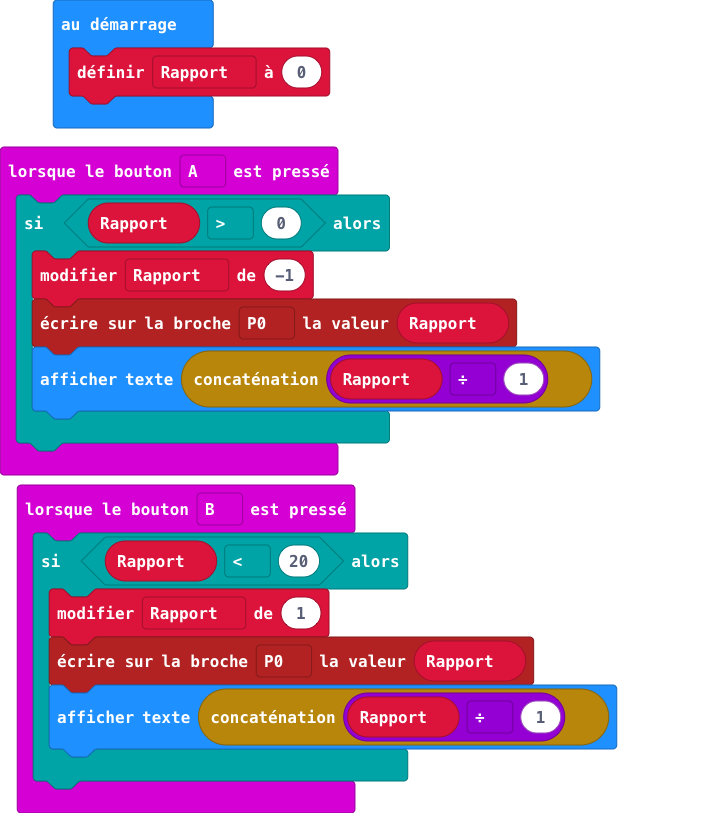 au démarrage
définir Rapport à 0
lorsque le bouton A est pressé
si Rapport > 0 alors
modifier Rapport de -1
écrire sur la broche P0 la valeur Rapport
afficher texte concaténation Rapport ÷ 1
lorsque le bouton B est pressé
si Rapport < 20 alors
modifier Rapport de 1
écrire sur la broche P0 la valeur Rapport
afficher texte concaténation Rapport ÷ 1